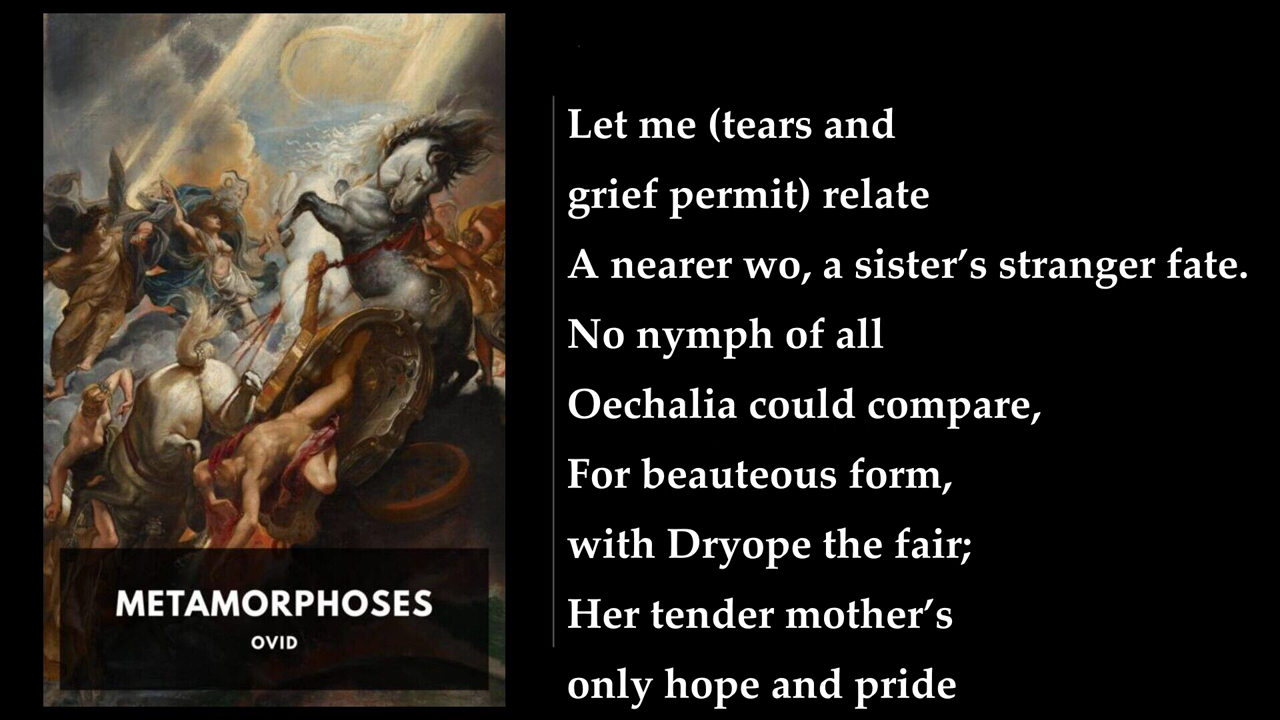 METAMORPHOSES
OVID
Let me (tears and
grief permit) relate
A nearer wo, a sister’s stranger fate.
No nymph of all
Oechalia could compare,
For beauteous form,
with Dryope the fair;
Her tender mother’s
only hope and pride